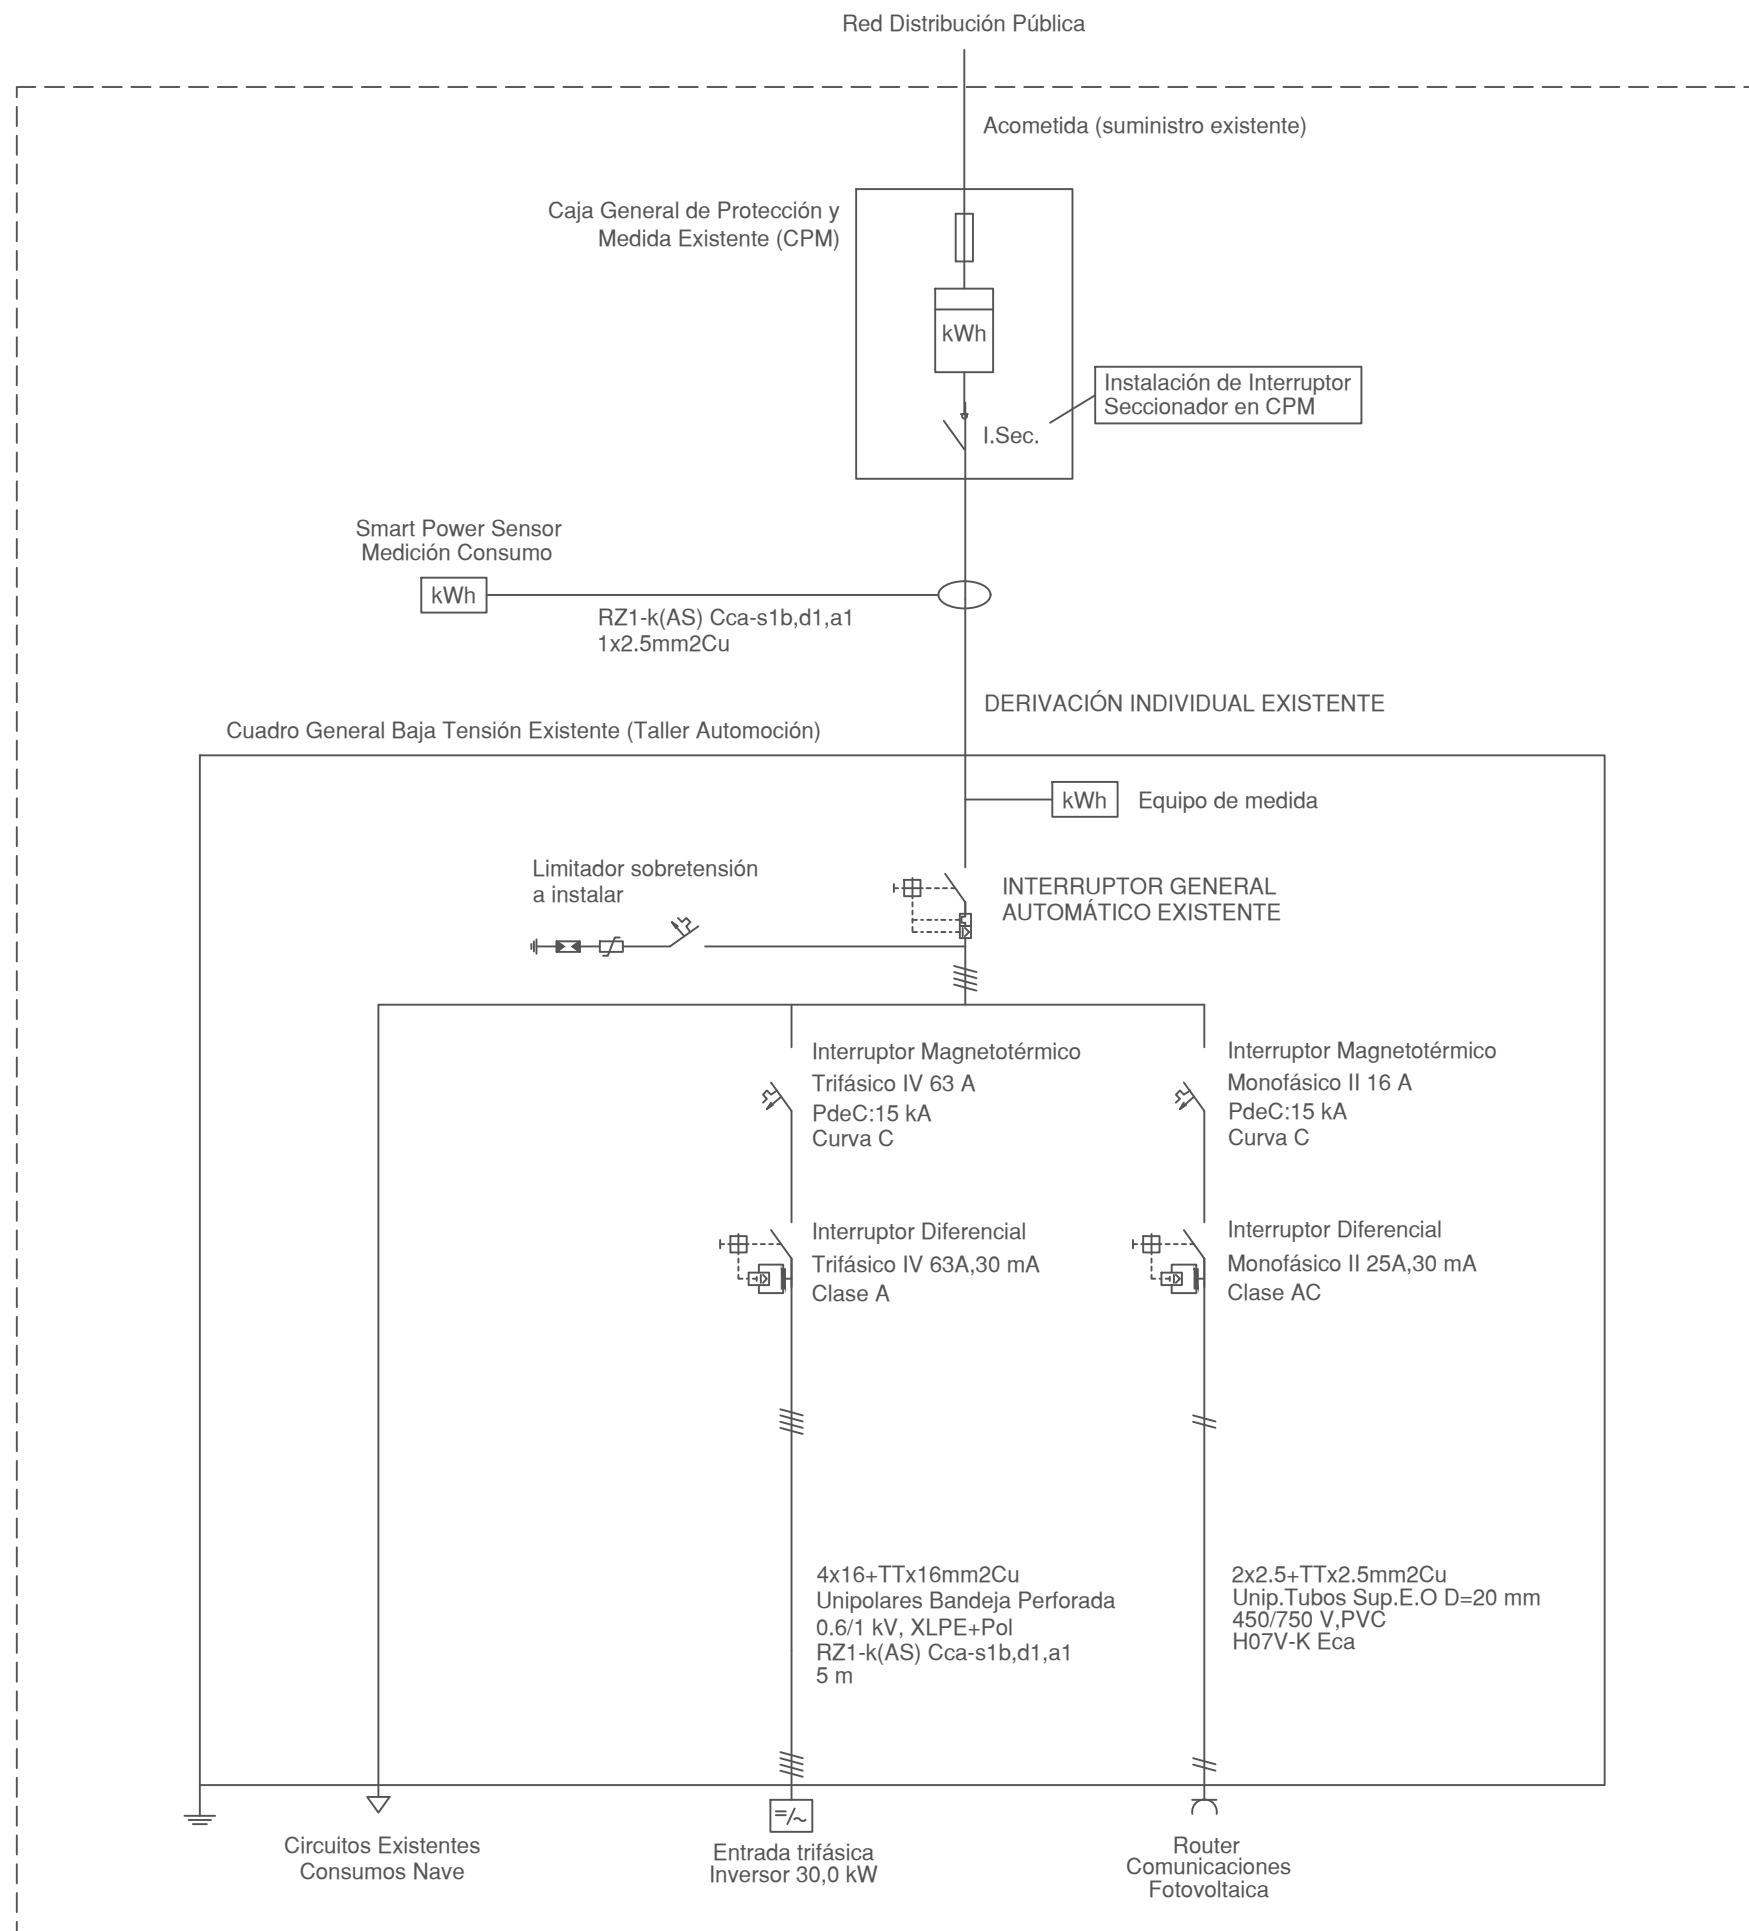 Red Distribución Pública
Acometida (suministro existente)
Caja General de Protección y
Medida Existente (CPM)
kWh
Instalación de Interruptor
Seccionador en CPM
I.Sec.
Smart Power Sensor
Medición Consumo
kWh
RZ1-k(AS) Cca-s1b,d1,a1
1x2.5mm2Cu
DERIVACIÓN INDIVIDUAL EXISTENTE
Cuadro General Baja Tensión Existente (Taller Automoción)
kWh
Equipo de medida
Limitador sobretensión
a instalar
INTERRUPTOR GENERAL
AUTOMÁTICO EXISTENTE
Interruptor Magnetotérmico
Trifásico IV 63 A
PdeC:15 kA
Curva C
Interruptor Magnetotérmico
Monofásico II 16 A
PdeC:15 kA
Curva C
Interruptor Diferencial
Trifásico IV 63A,30 mA
Clase A
Interruptor Diferencial
Monofásico II 25A,30 mA
Clase AC
4x16+TTx16mm2Cu
Unipolares Bandeja Perforada
0.6/1 kV, XLPE+Pol
RZ1-k(AS) Cca-s1b,d1,a1
5 m
2x2.5+TTx2.5mm2Cu
Unip.Tubos Sup.E.O D=20 mm
450/750 V,PVC
H07V-K Eca
Circuitos Existentes
Consumos Nave
=/~
Entrada trifásica
Inversor 30,0 kW
Router
Comunicaciones
Fotovoltaica